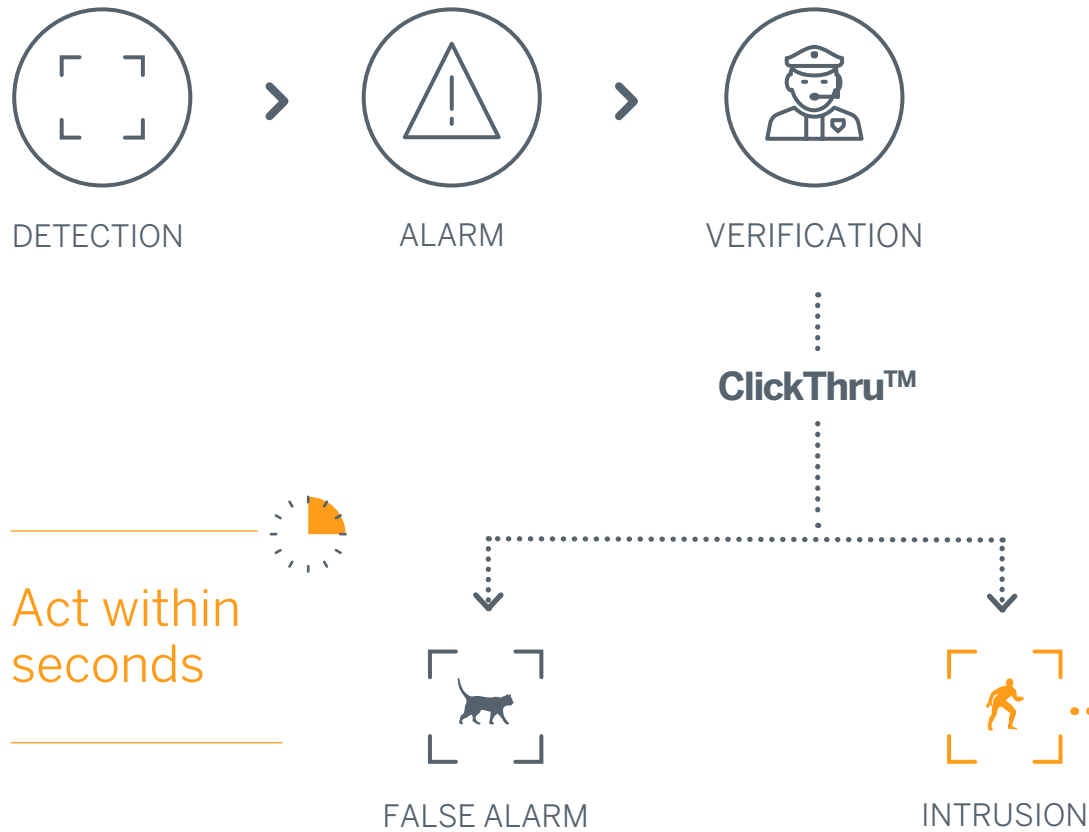 DETECTION
ALARM
VERIFICATION
ClickThru™
Act within
seconds
FALSE ALARM
INTRUSION